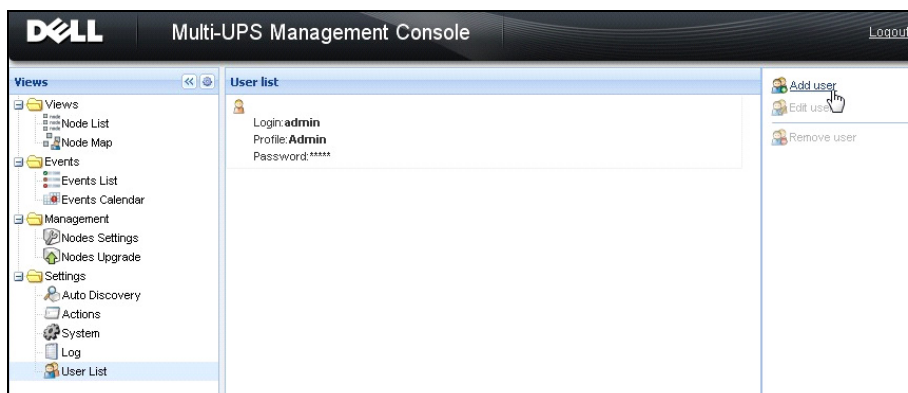 DELL
Multi-UPS Management Console
Logout
Views
User list
Views
Node List
Node Map
Events
Events List
Events Calendar
Management
Nodes Settings
Nodes Upgrade
Settings
Auto Discovery
Actions
System
Log
User List
Login:admin
Profile:Admin
Password:*****
Add user
Edit user
Remove user